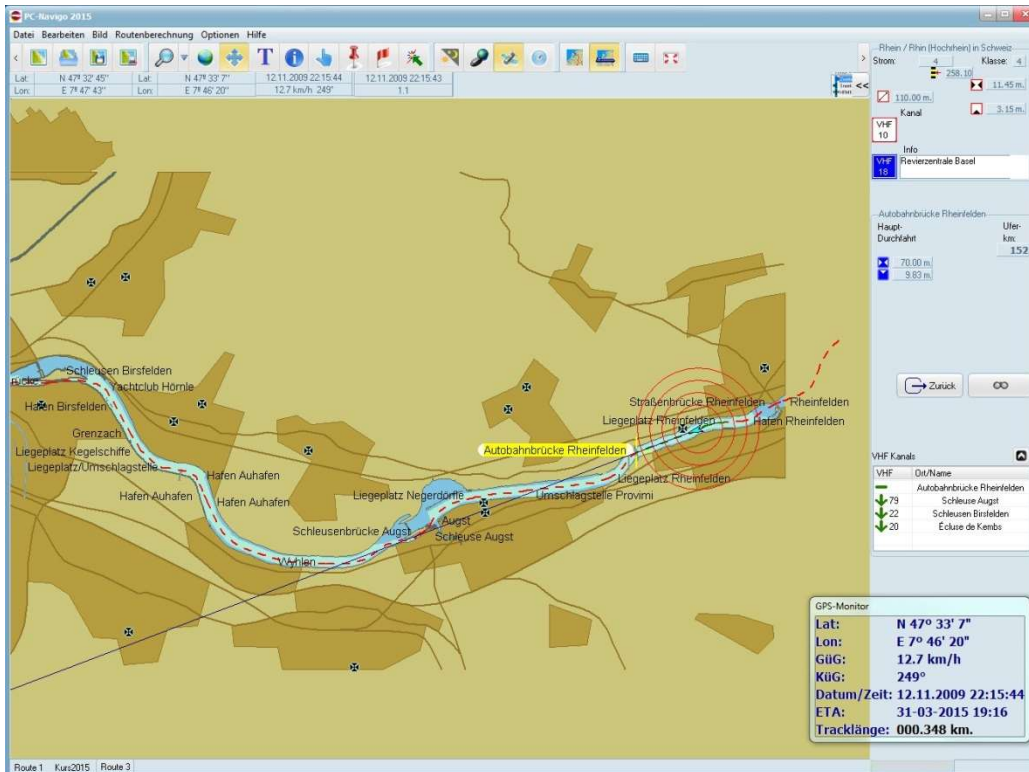 PC-Navigo 2015
Datei Bearbeiten Bild Routenberechnung Optionen Hilfe
T
Lat: N 47º 32' 45" Lat: N 47º 33' 7" 12.11.2009 22:15:44 12.11.2009 22:15:43
Lon: E 7º 47' 43" Lon: E 7º 46' 20" 12.7 km/h 249° 1:1
<<
Rhein / Rhin (Hochrhein) in Schweiz
Strom: 4 Klasse: 4
258.10
11.45 m.
110.00 m.
3.15 m.
Kanal
VHF
10
Info
VHF
18
Revierzentrale Basel
Autobahnbrücke Rheinfelden
Haupt-
Durchfahrt
Ufer-
km:
152
70.00 m.
9.83 m.
Zurück
VHF Kanals
VHF Ort/Name
Autobahnbrücke Rheinfelden
79 Schleuse Augst
22 Schleusen Birsfelden
20 Écluse de Kembs
Schleusen Birsfelden
Yachtclub Hörnle
Hafen Birsfelden
Grenzach
Liegeplatz Kegelschiffe
Liegeplatz/Umschlagstelle
Hafen Auhafen
Hafen Auhafen
Hafen Auhafen
Wyhlen
Liegeplatz Negerdörfle
Schleusenbrücke Augst
Augst
Schleuse Augst
Umschlagstelle Provimi
Autobahnbrücke Rheinfelden
Liegeplatz Rheinfelden
Straßenbrücke Rheinfelden
Liegeplatz Rheinfelden
Rheinfelden
Hafen Rheinfelden
GPS-Monitor
Lat: N 47º 33' 7"
Lon: E 7º 46' 20"
GüG: 12.7 km/h
KüG: 249°
Datum/Zeit: 12.11.2009 22:15:44
ETA: 31-03-2015 19:16
Tracklänge: 000.348 km.
Route 1 Kurs2015 Route 3